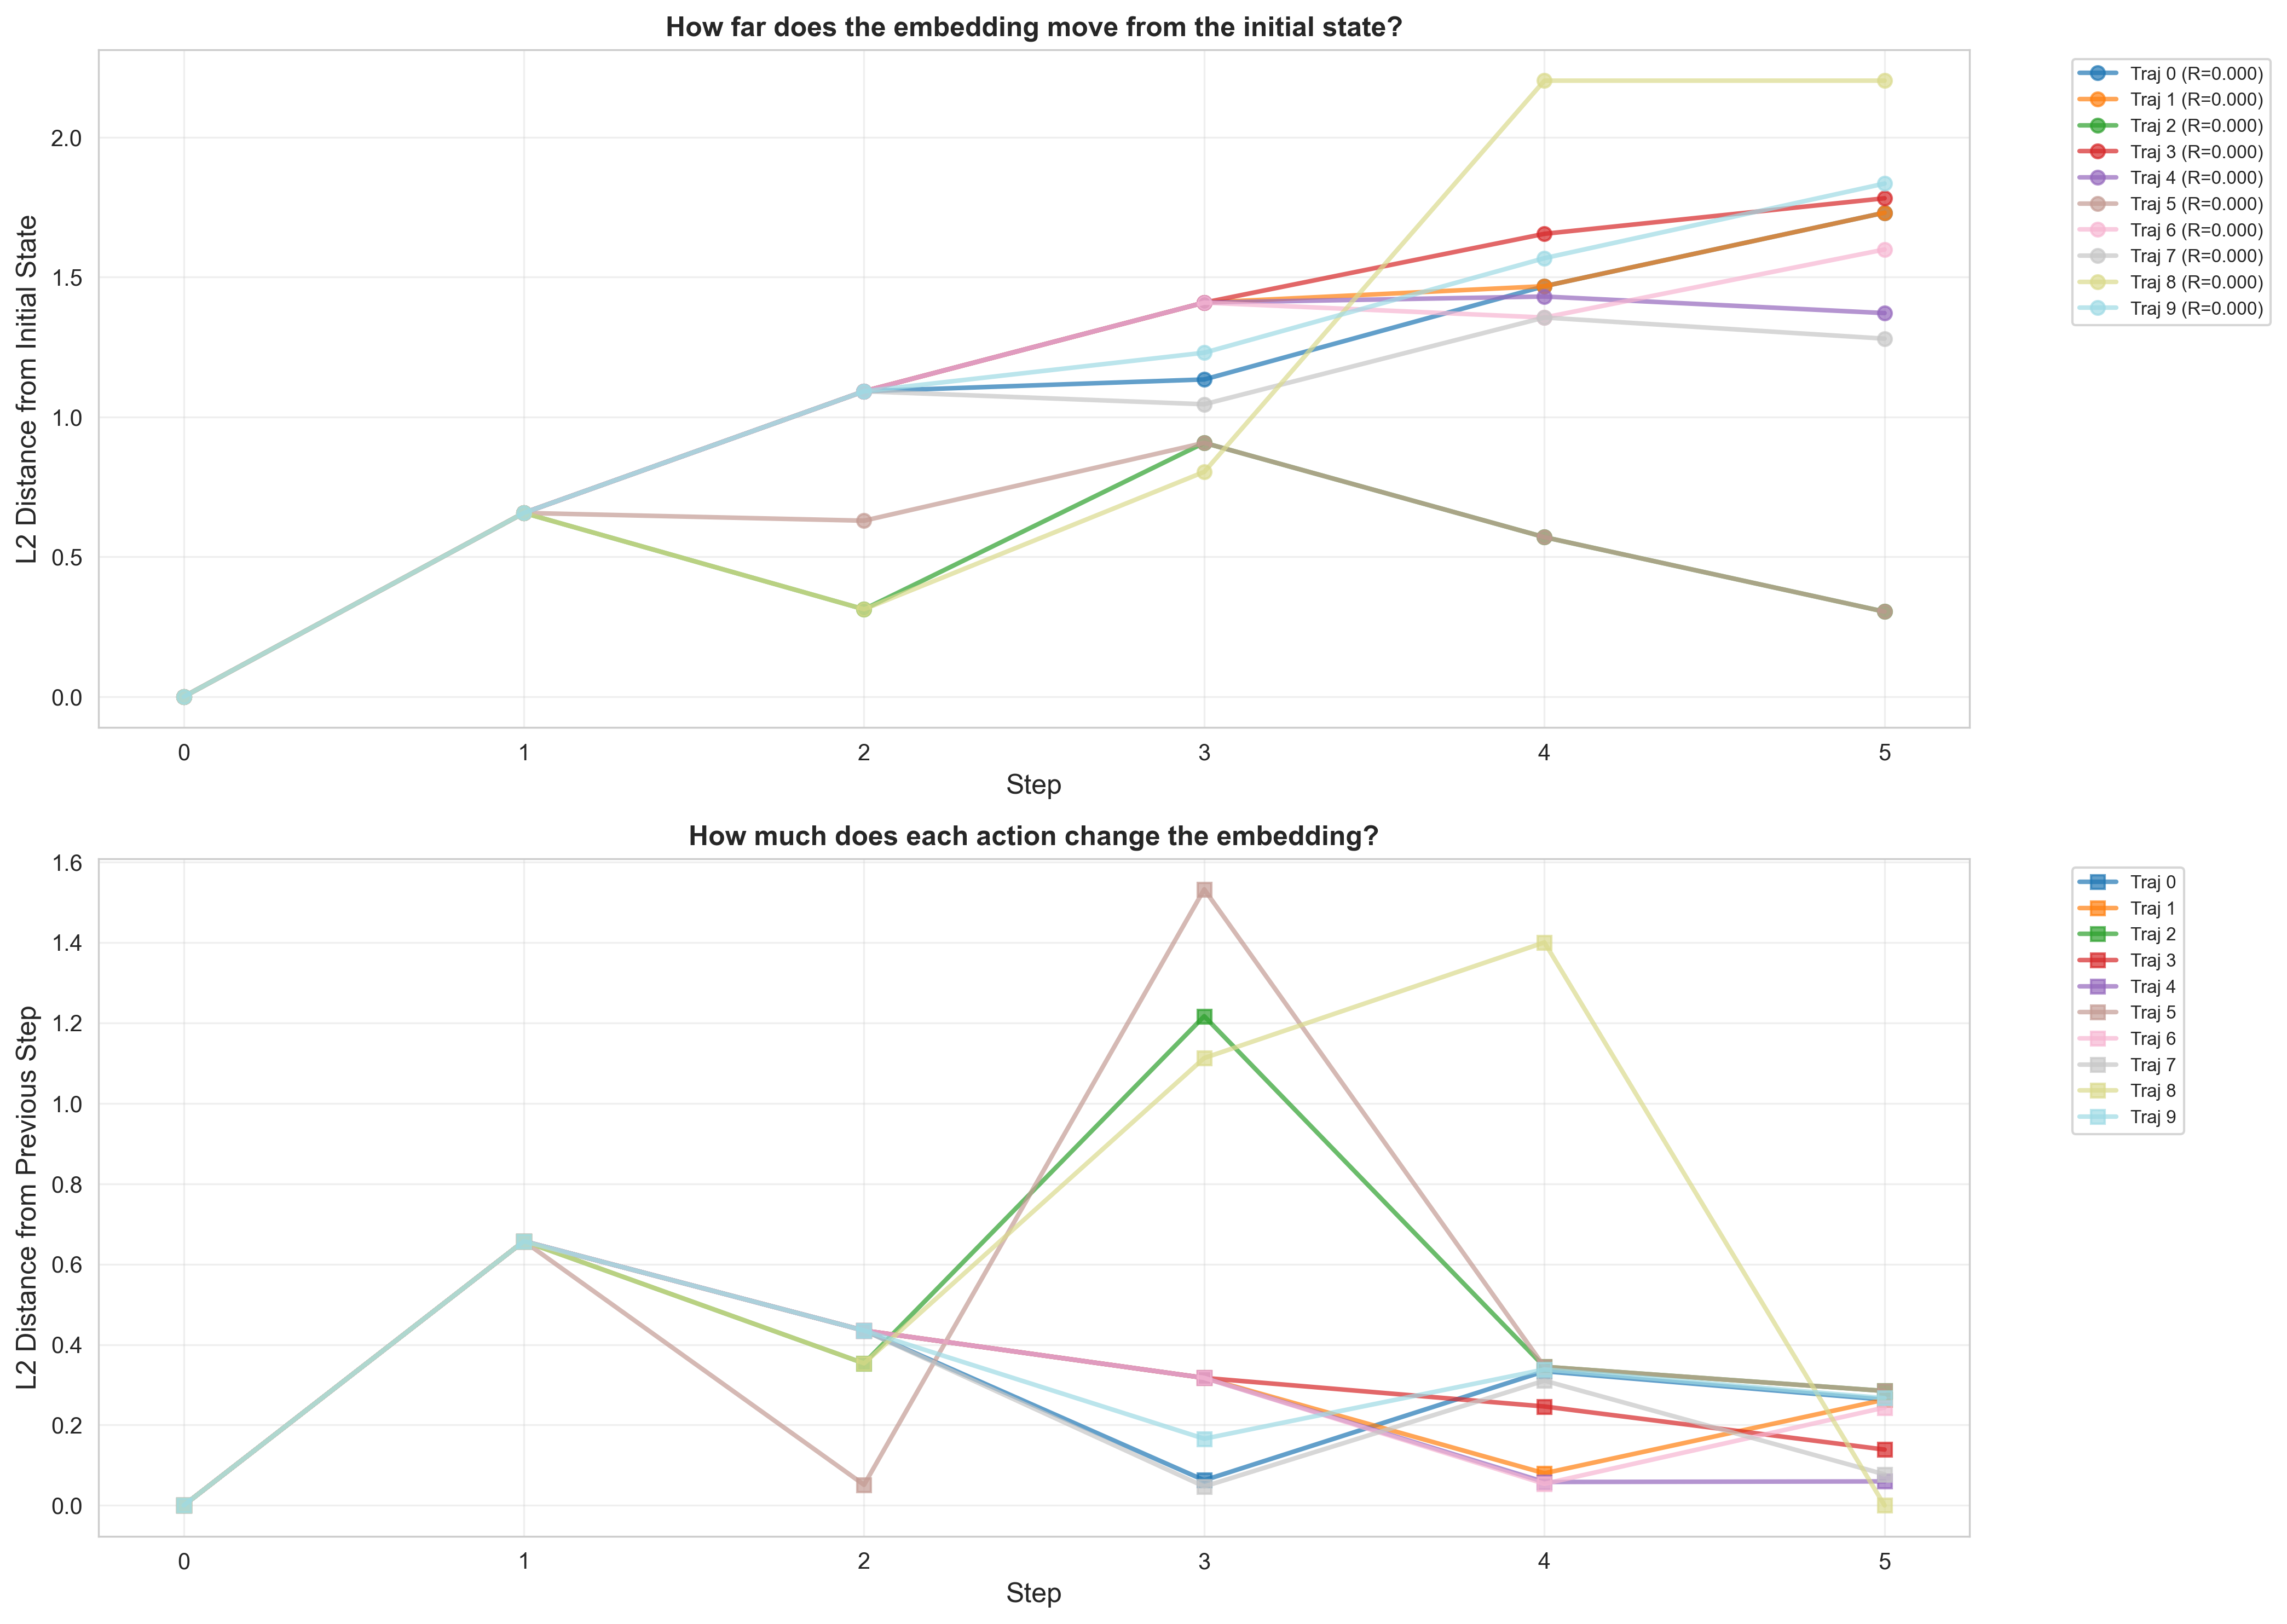 How far does the embedding move from the initial state?
L2 Distance from Initial State
2.0
1.5
1.0
0.5
0.0
0 1 2 3 4 5
Step
Traj 0 (R=0.000)
Traj 1 (R=0.000)
Traj 2 (R=0.000)
Traj 3 (R=0.000)
Traj 4 (R=0.000)
Traj 5 (R=0.000)
Traj 6 (R=0.000)
Traj 7 (R=0.000)
Traj 8 (R=0.000)
Traj 9 (R=0.000)
How much does each action change the embedding?
L2 Distance from Previous Step
1.6
1.4
1.2
1.0
0.8
0.6
0.4
0.2
0.0
0 1 2 3 4 5
Step
Traj 0
Traj 1
Traj 2
Traj 3
Traj 4
Traj 5
Traj 6
Traj 7
Traj 8
Traj 9